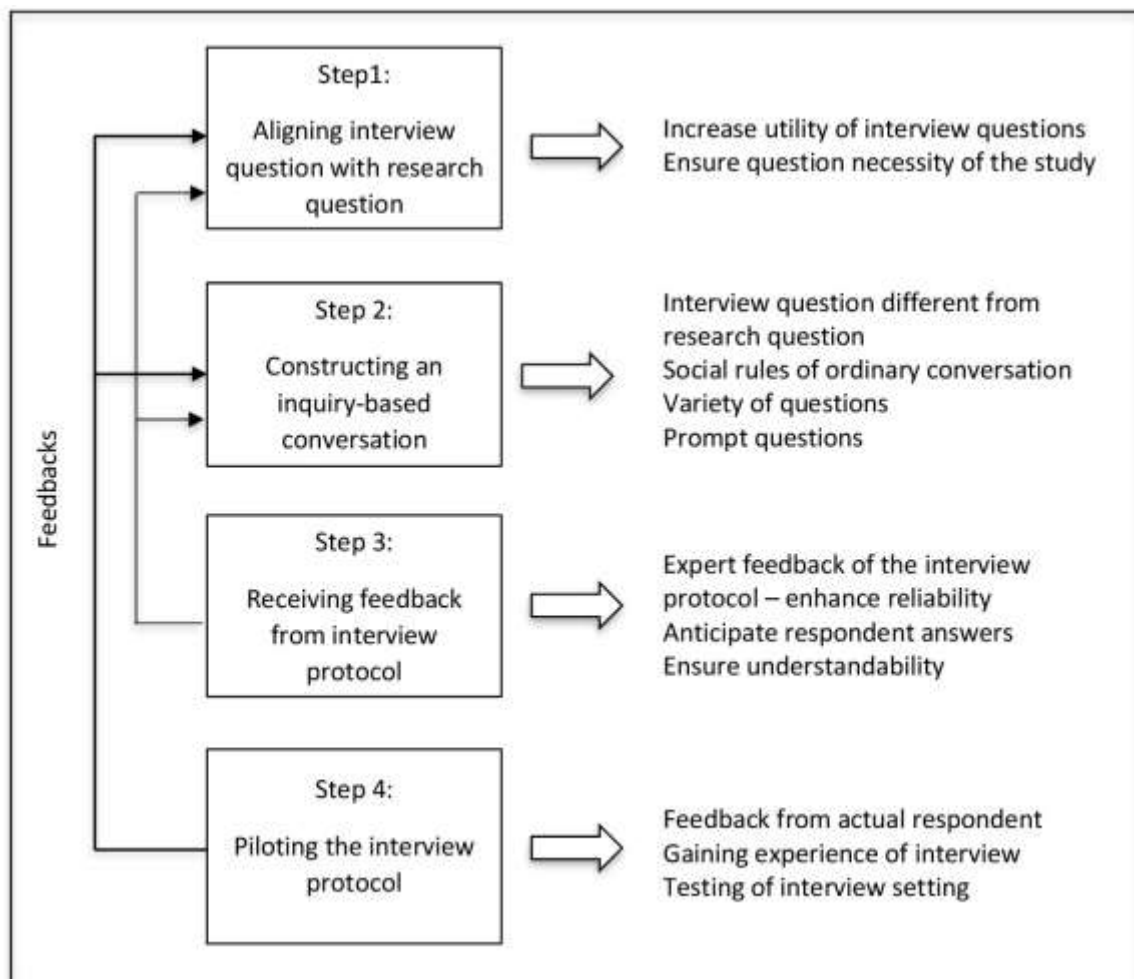 Step1:
Aligning interview
question with research
question
Increase utility of interview questions
Ensure question necessity of the study
Step 2:
Constructing an
inquiry-based
conversation
Interview question different from
research question
Social rules of ordinary conversation
Variety of questions
Prompt questions
Feedbacks
Step 3:
Receiving feedback
from interview
protocol
Expert feedback of the interview
protocol – enhance reliability
Anticipate respondent answers
Ensure understandability
Step 4:
Piloting the interview
protocol
Feedback from actual respondent
Gaining experience of interview
Testing of interview setting